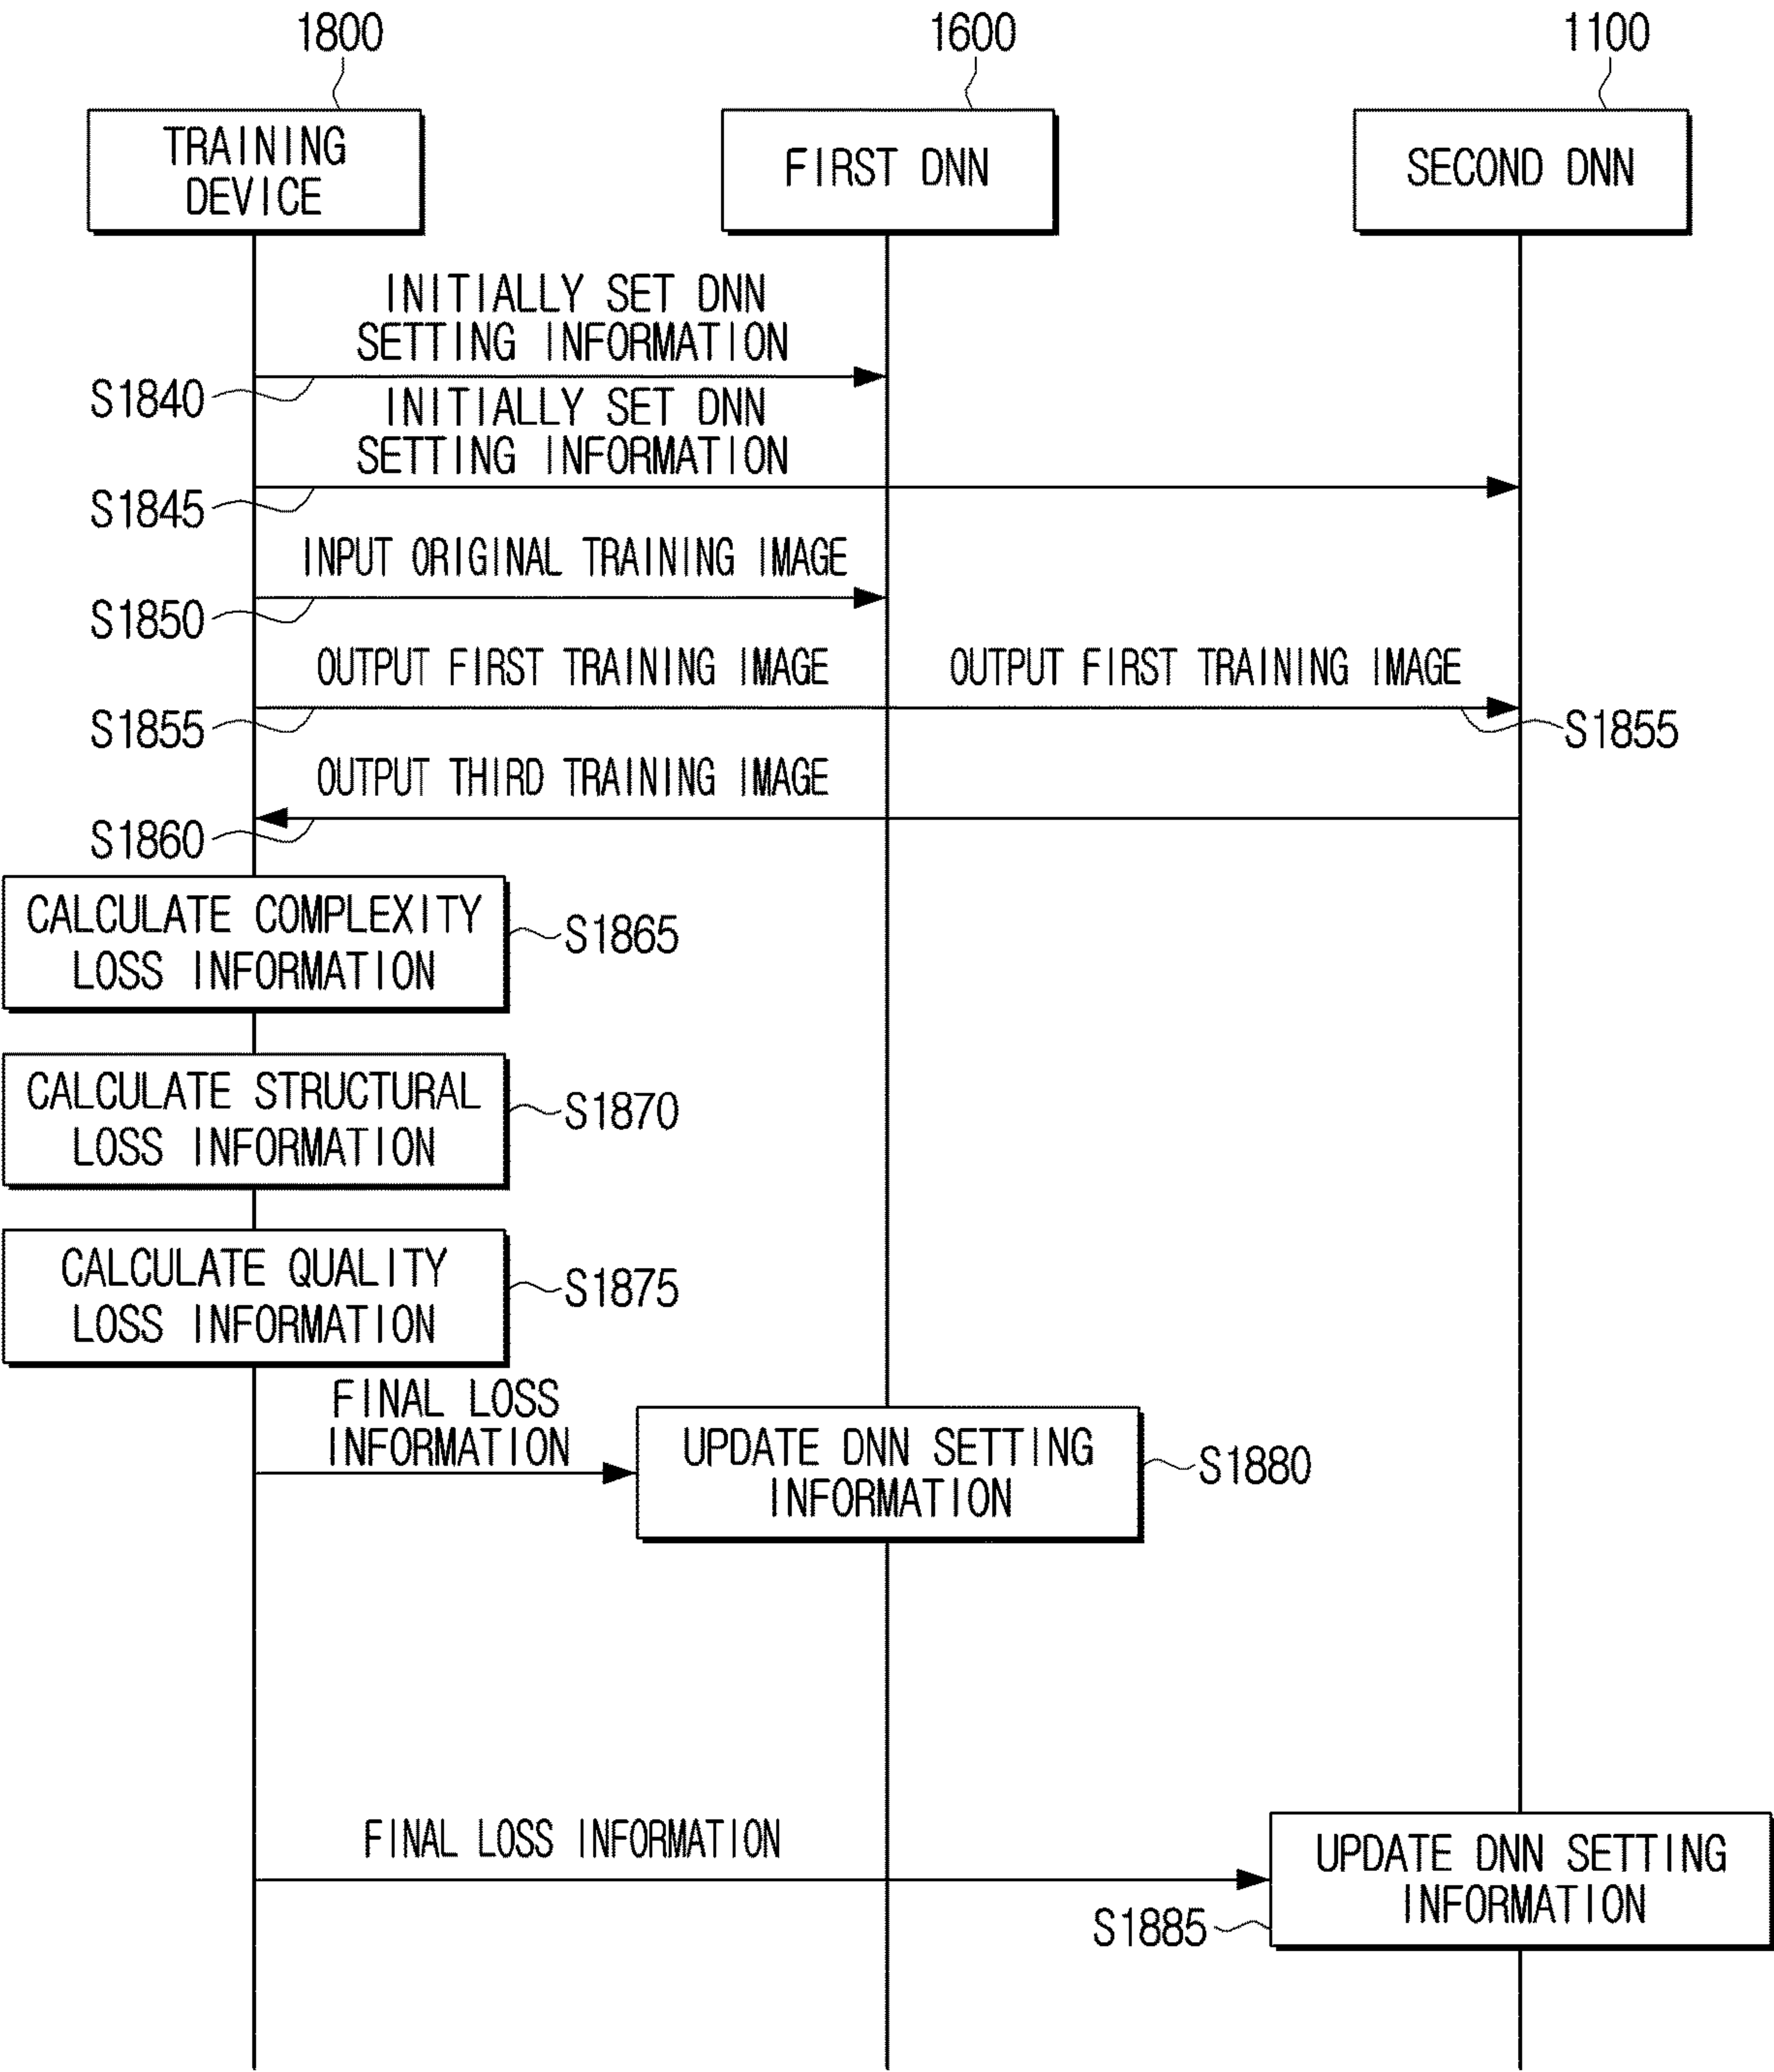 1800
1600
1100
TRAINING
DEVICE
FIRST DNN
SECOND DNN
INITIALLY SET DNN
SETTING INFORMATION
S1840
INITIALLY SET DNN
SETTING INFORMATION
S1845
INPUT ORIGINAL TRAINING IMAGE
S1850
OUTPUT FIRST TRAINING IMAGE
OUTPUT FIRST TRAINING IMAGE
S1855
S1855
OUTPUT THIRD TRAINING IMAGE
S1860
CALCULATE COMPLEXITY
LOSS INFORMATION
S1865
CALCULATE STRUCTURAL
LOSS INFORMATION
S1870
CALCULATE QUALITY
LOSS INFORMATION
S1875
FINAL LOSS
INFORMATION
UPDATE DNN SETTING
INFORMATION
S1880
FINAL LOSS INFORMATION
UPDATE DNN SETTING
INFORMATION
S1885